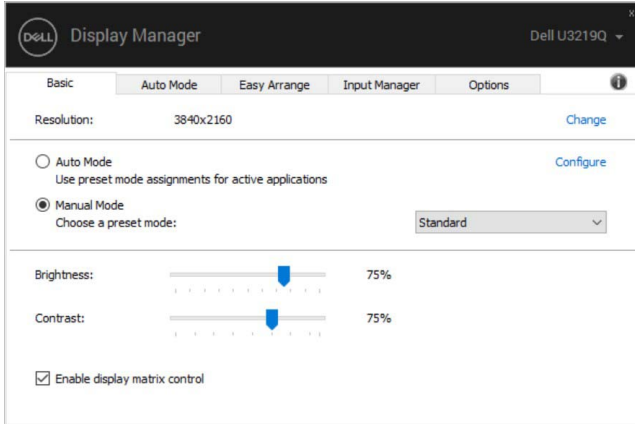 DELL Display Manager Dell U3219Q
Basic Auto Mode Easy Arrange Input Manager Options
Resolution: 3840x2160 Change
Auto Mode Configure
Use preset mode assignments for active applications
Manual Mode
Choose a preset mode: Standard
Brightness: 75%
Contrast: 75%
Enable display matrix control